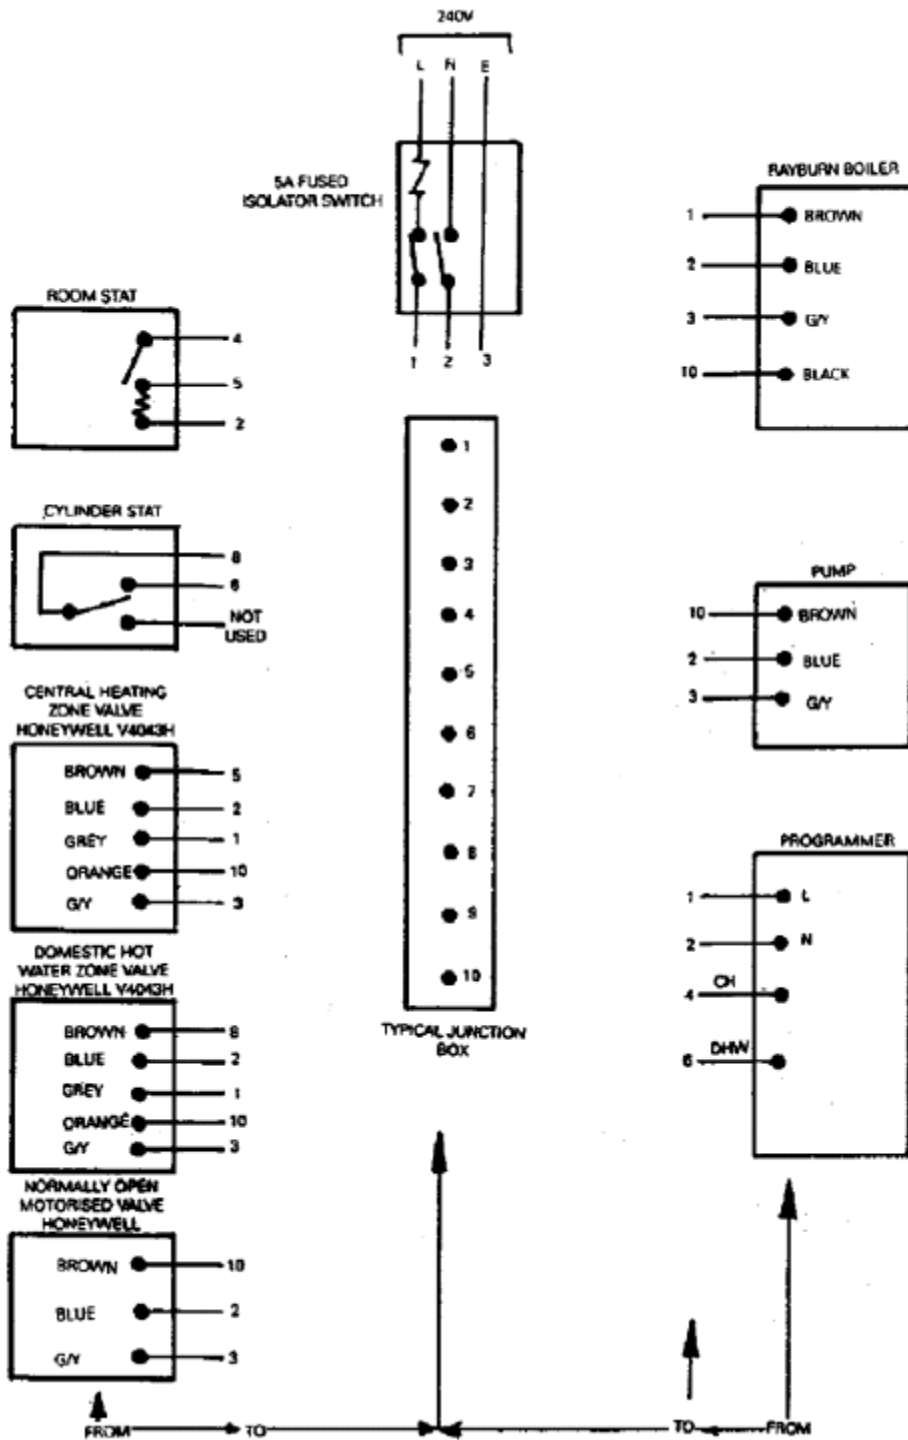 240V
L N E
5A FUSED
ISOLATOR SWITCH
1 2 3
ROOM STAT
4
5
2
CYLINDER STAT
8
6
NOT
USED
CENTRAL HEATING
ZONE VALVE
HONEYWELL V4043H
BROWN 5
BLUE 2
GREY 1
ORANGE 10
G/Y 3
DOMESTIC HOT
WATER ZONE VALVE
HONEYWELL V4043H
BROWN 8
BLUE 2
GREY 1
ORANGE 10
G/Y 3
NORMALLY OPEN
MOTORISED VALVE
HONEYWELL
BROWN 10
BLUE 2
G/Y 3
1
2
3
4
5
6
7
8
9
10
TYPICAL JUNCTION
BOX
RAYBURN BOILER
1 BROWN
2 BLUE
3 G/Y
10 BLACK
PUMP
10 BROWN
2 BLUE
3 G/Y
PROGRAMMER
1 L
2 N
4 CH
6 DHW
FROM TO TO FROM